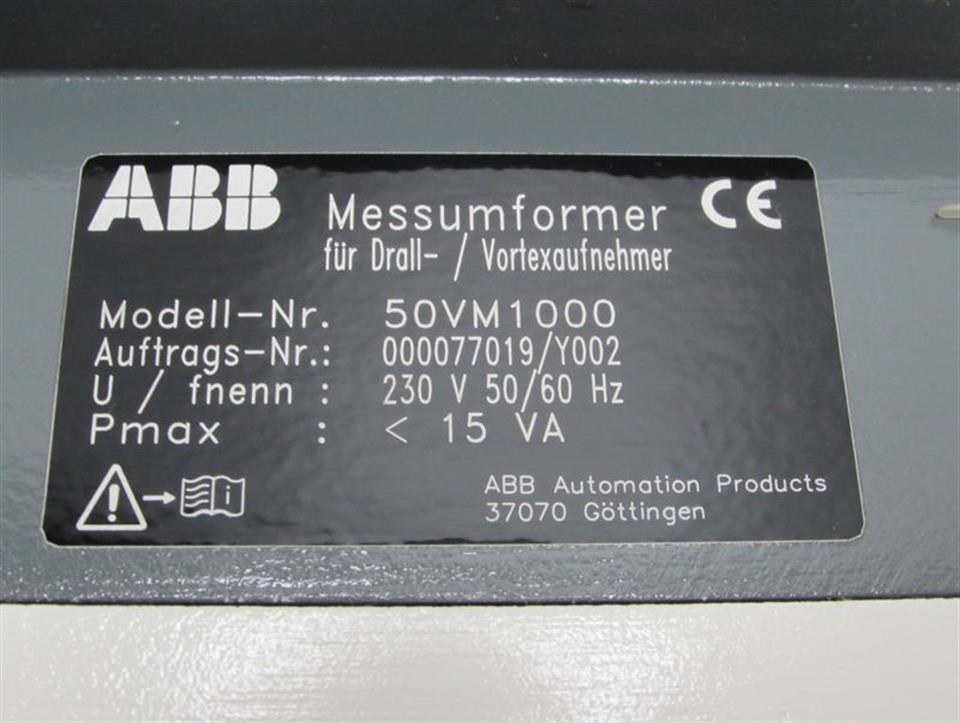 ABB Messumformer CE
für Drall- / Vortexaufnehmer
Modell-Nr. 50VM1000
Auftrags-Nr.: 000077019/Y002
U / fnenn : 230 V 50/60 Hz
Pmax : < 15 VA
ABB Automation Products
37070 Göttingen